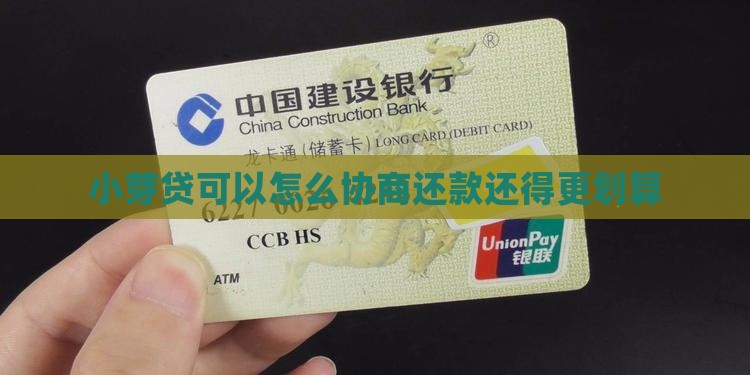 ®
中国建设银行
China Construction Bank
龙卡通(储蓄卡) LONG CARD (DEBIT CARD)
小芽贷可以怎么协商还款还得更划算
CCB HS
UnionPay
银联
ATM